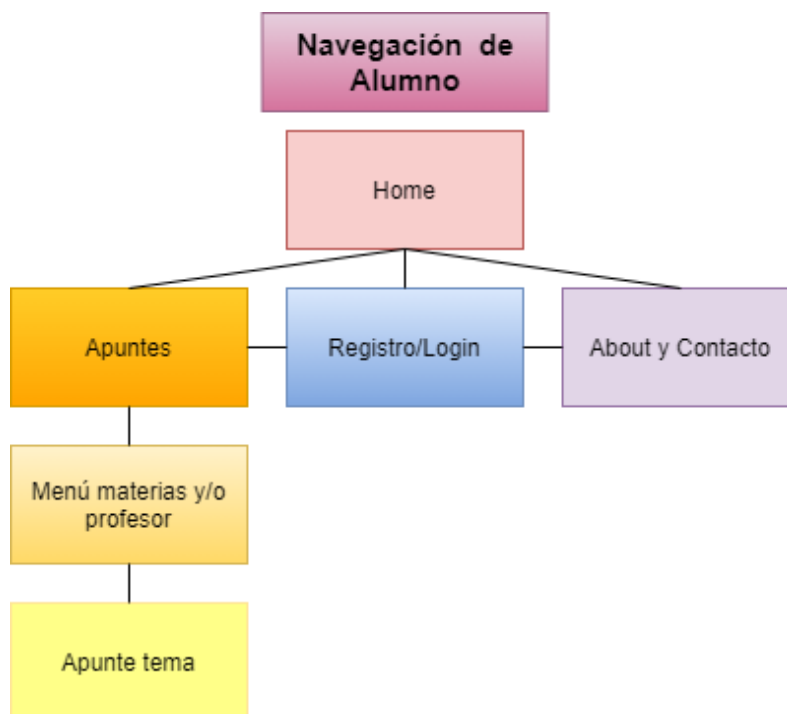 Navegación de
Alumno
Home
Apuntes
Registro/Login
About y Contacto
Menú materias y/o
profesor
Apunte tema